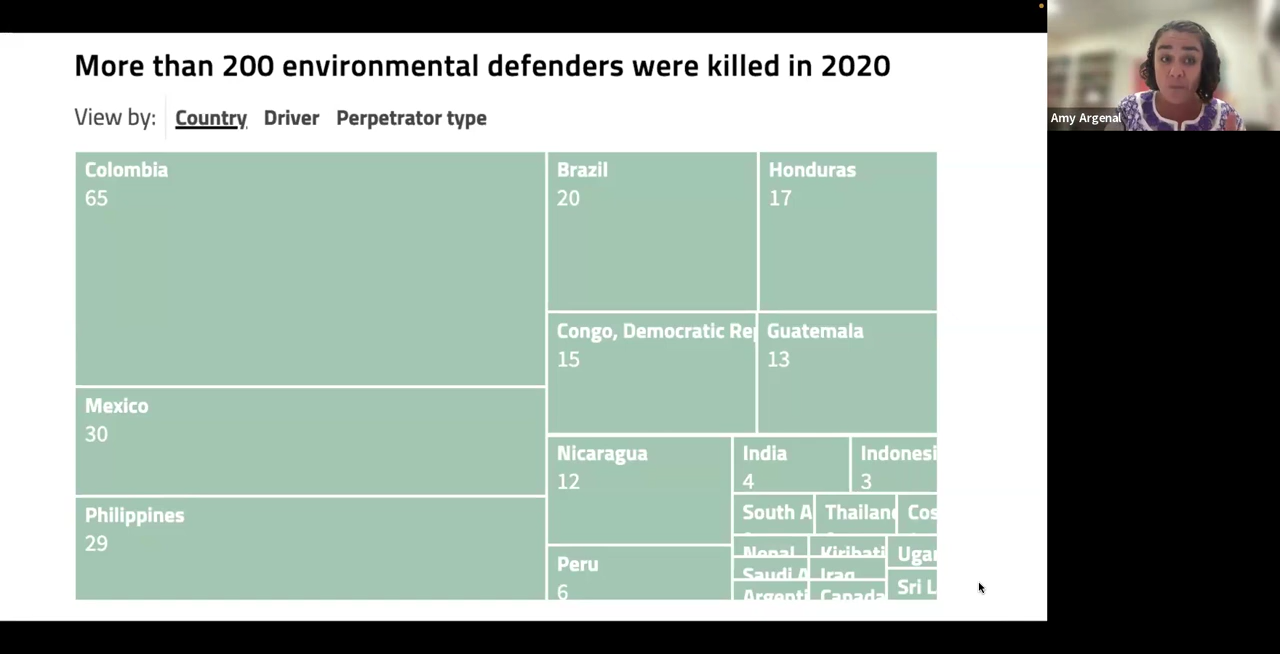 More than 200 environmental defenders were killed in 2020
View by: Country Driver Perpetrator type
Colombia
65
Brazil
20
Honduras
17
Congo, Democratic Rep
15
Guatemala
13
Mexico
30
Nicaragua
12
India
4
Indonesi
3
Philippines
29
South A
Thailand
Cos
Peru
6
Nepal
Kiribati
Ugan
Saudi A
Iraq
Sri L
Argenti
Canada
Amy Argenal